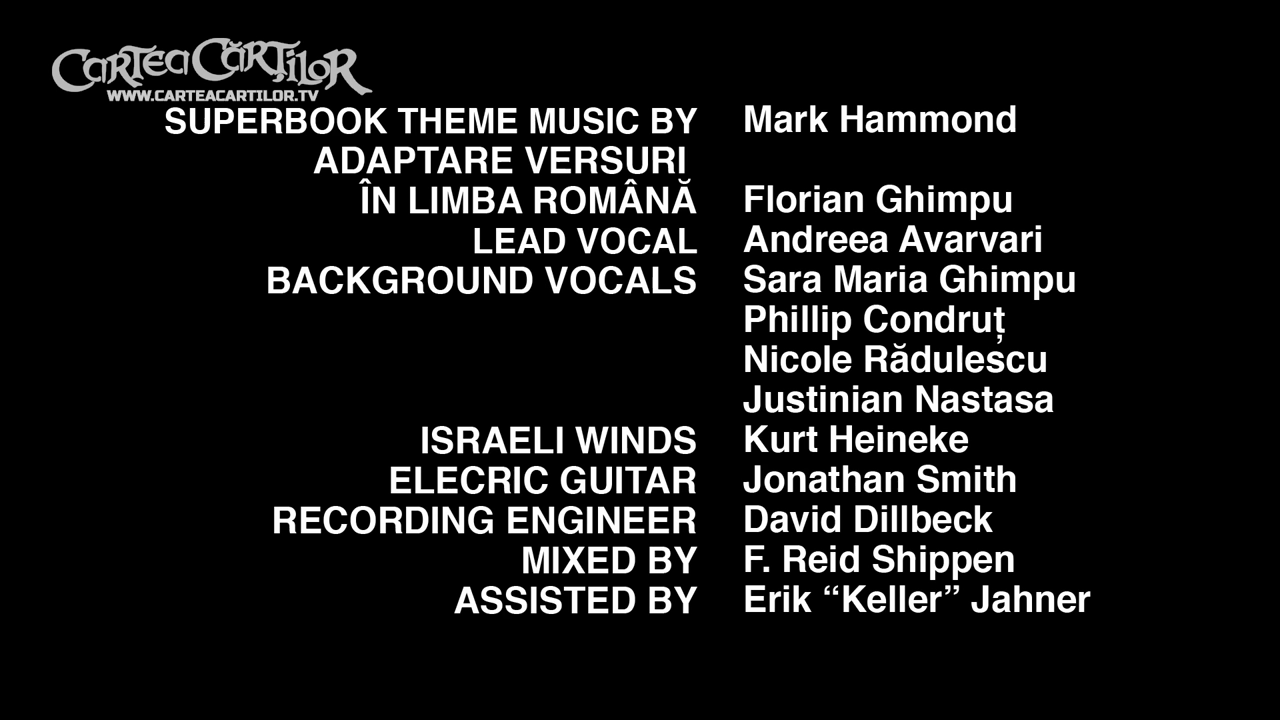 CARTEA CĂRȚILOR
WWW.CARTEACARTILOR.TV
SUPERBOOK THEME MUSIC BY Mark Hammond
ADAPTARE VERSURI
ÎN LIMBA ROMÂNĂ Florian Ghimpu
LEAD VOCAL Andreea Avarvari
BACKGROUND VOCALS Sara Maria Ghimpu
Phillip Condruț
Nicole Rădulescu
Justinian Nastasa
ISRAELI WINDS Kurt Heineke
ELECRIC GUITAR Jonathan Smith
RECORDING ENGINEER David Dillbeck
MIXED BY F. Reid Shippen
ASSISTED BY Erik “Keller” Jahner